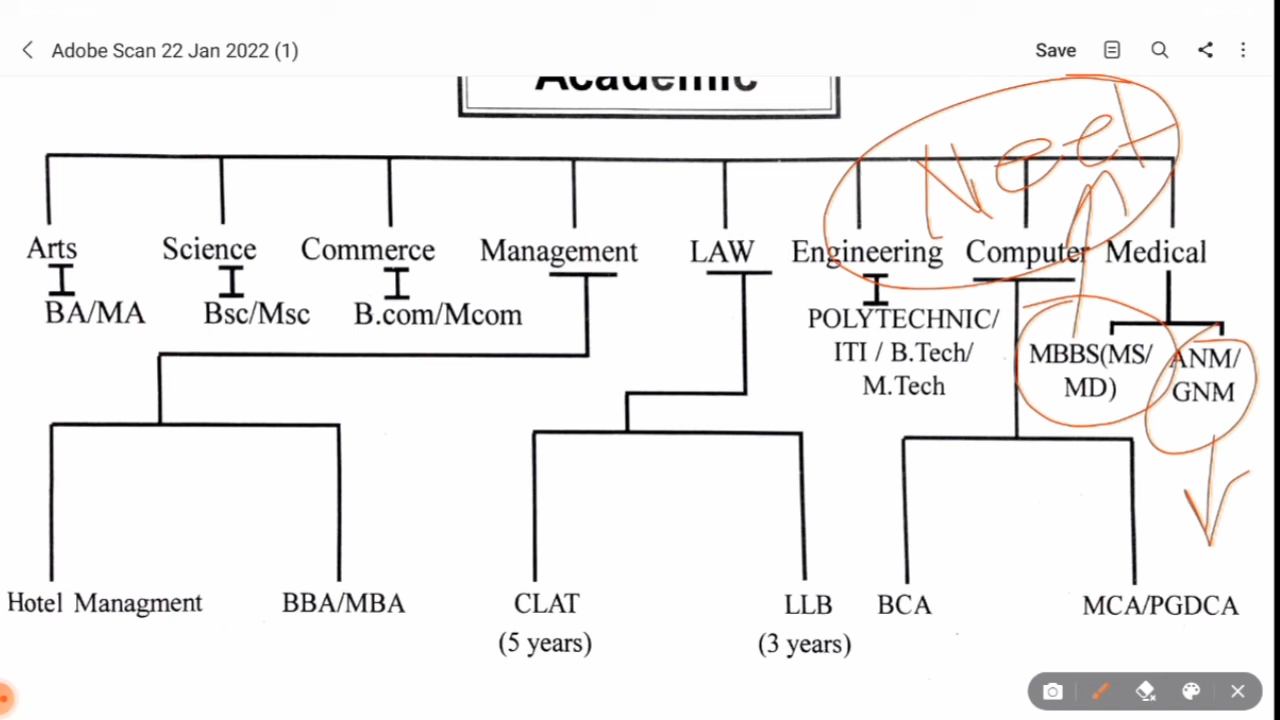 Adobe Scan 22 Jan 2022 (1)
Save
Academic
Neet
Arts Science Commerce Management LAW Engineering Computer Medical
BA/MA Bsc/Msc B.com/Mcom
POLYTECHNIC/
ITI / B.Tech/
M.Tech
MBBS(MS/
MD)
ANM/
GNM
Hotel Managment BBA/MBA CLAT LLB BCA MCA/PGDCA
(5 years) (3 years)